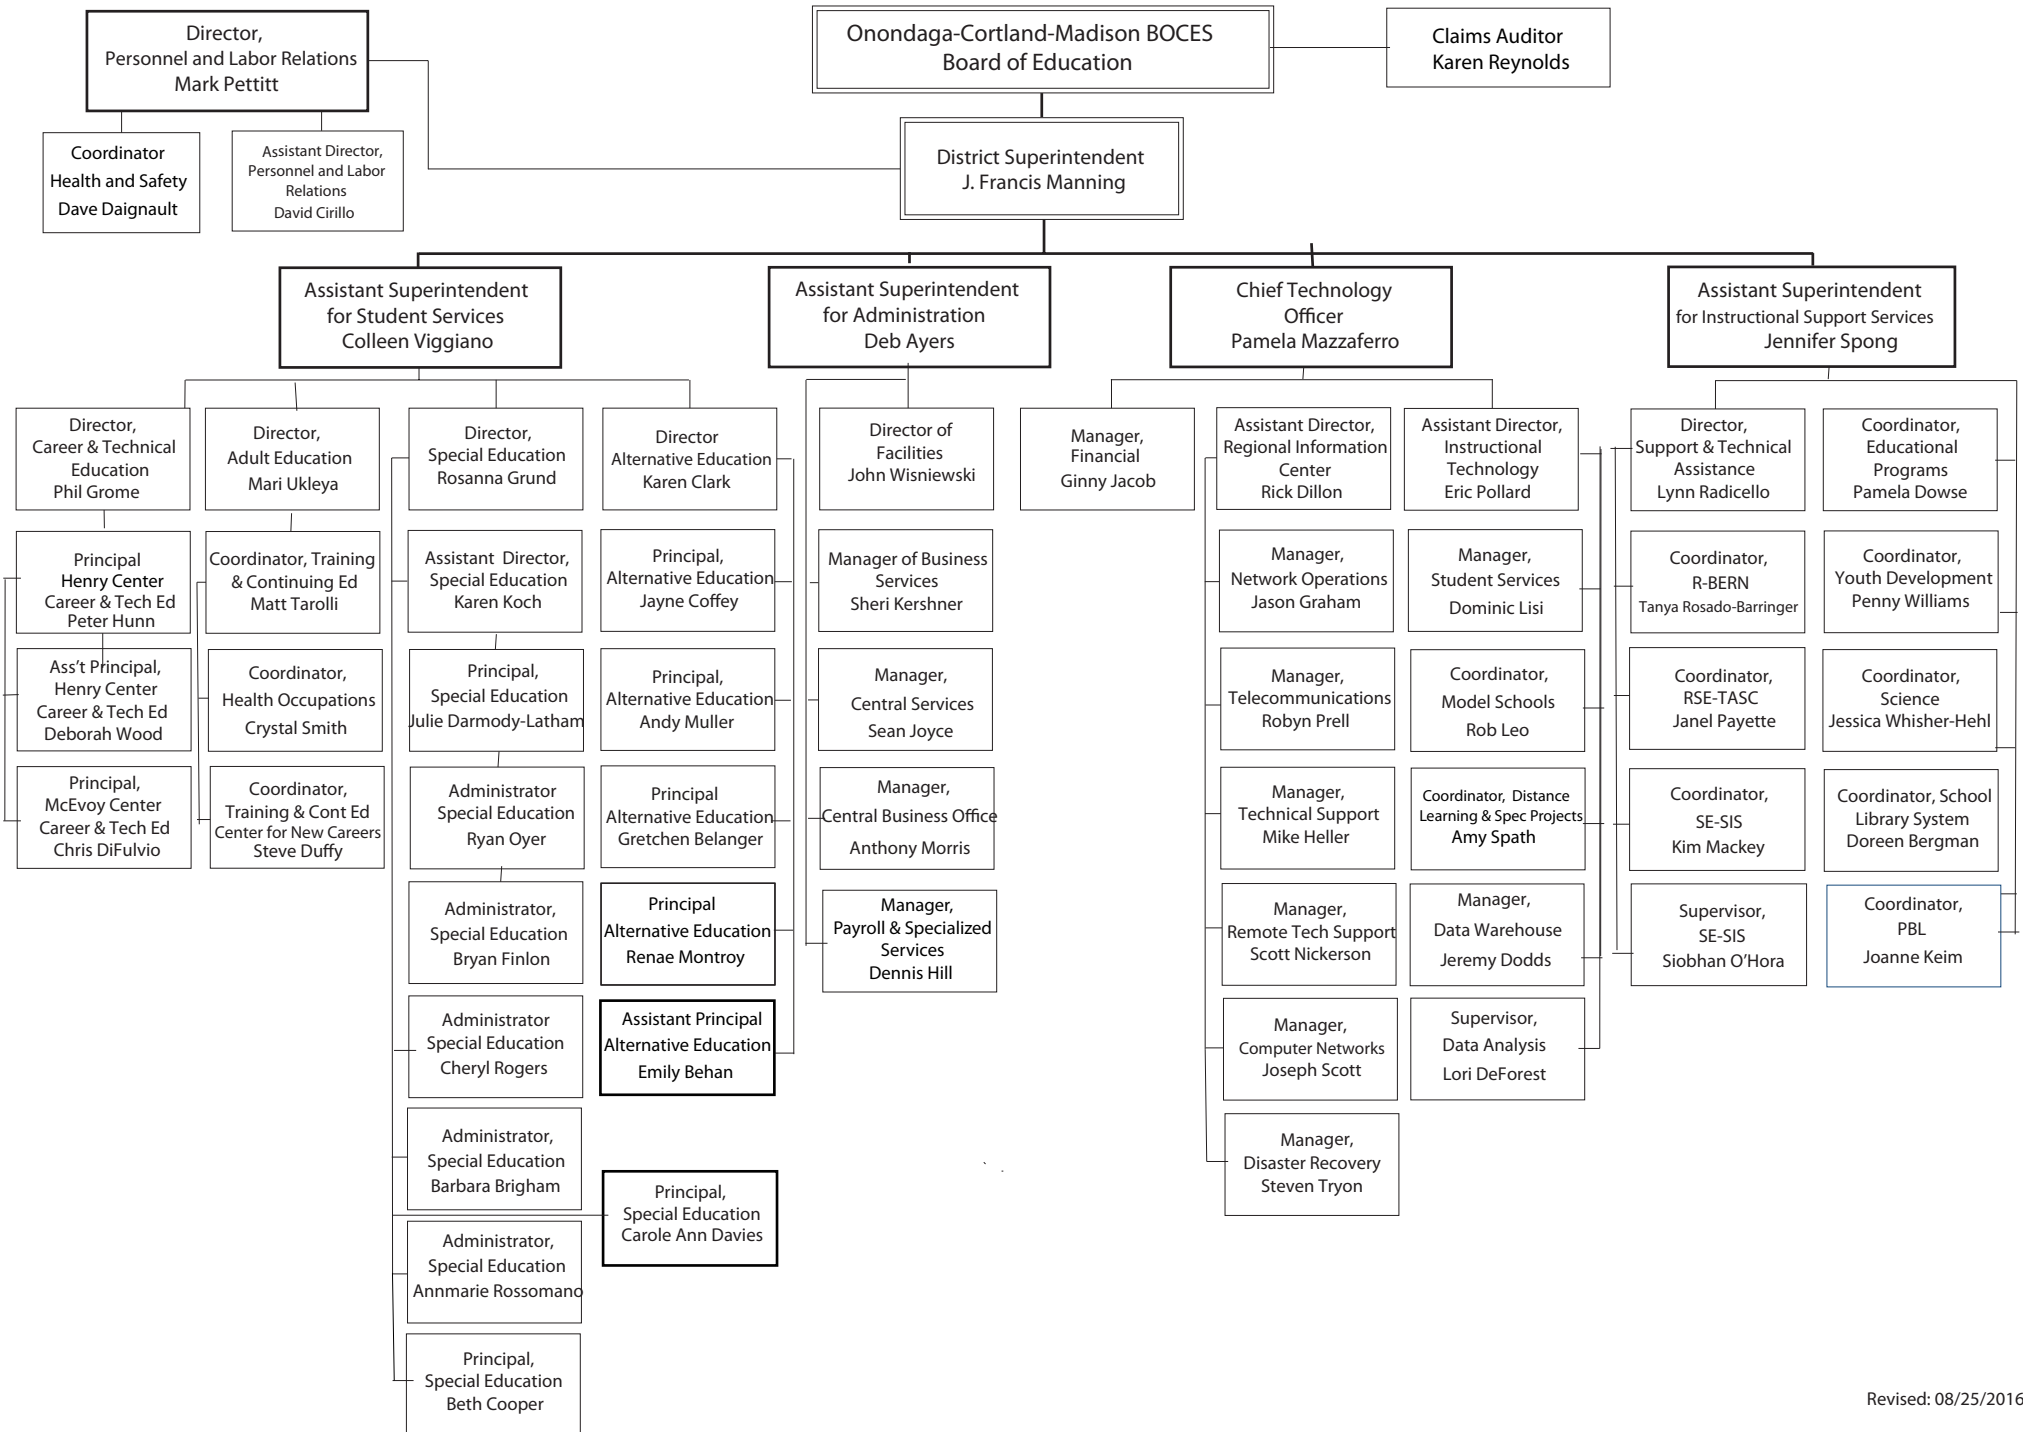 Director,
Personnel and Labor Relations
Mark Pettitt
Onondaga-Cortland-Madison BOCES
Board of Education
Claims Auditor
Karen Reynolds
Coordinator
Health and Safety
Dave Daignault
Assistant Director,
Personnel and Labor
Relations
David Cirillo
District Superintendent
J. Francis Manning
Assistant Superintendent
for Student Services
Colleen Viggiano
Assistant Superintendent
for Administration
Deb Ayers
Chief Technology
Officer
Pamela Mazzaferro
Assistant Superintendent
for Instructional Support Services
Jennifer Spong
Director,
Career & Technical
Education
Phil Grome
Principal
Henry Center
Career & Tech Ed
Peter Hunn
Ass't Principal,
Henry Center
Career & Tech Ed
Deborah Wood
Principal,
McEvoy Center
Career & Tech Ed
Chris DiFulvio
Director,
Adult Education
Mari Ukleya
Coordinator, Training
& Continuing Ed
Matt Tarolli
Coordinator,
Health Occupations
Crystal Smith
Coordinator,
Training & Cont Ed
Center for New Careers
Steve Duffy
Director,
Special Education
Rosanna Grund
Assistant Director,
Special Education
Karen Koch
Principal,
Special Education
Julie Darmody-Latham
Administrator
Special Education
Ryan Oyer
Administrator,
Special Education
Bryan Finlon
Administrator
Special Education
Cheryl Rogers
Administrator,
Special Education
Barbara Brigham
Administrator,
Special Education
Annmarie Rossomano
Principal,
Special Education
Beth Cooper
Director
Alternative Education
Karen Clark
Principal,
Alternative Education
Jayne Coffey
Principal,
Alternative Education
Andy Muller
Principal
Alternative Education
Gretchen Belanger
Principal
Alternative Education
Renae Montroy
Assistant Principal
Alternative Education
Emily Behan
Principal,
Special Education
Carole Ann Davies
Director of
Facilities
John Wisniewski
Manager of Business
Services
Sheri Kershner
Manager,
Central Services
Sean Joyce
Manager,
Central Business Office
Anthony Morris
Manager,
Payroll & Specialized
Services
Dennis Hill
Manager,
Financial
Ginny Jacob
Assistant Director,
Regional Information
Center
Rick Dillon
Manager,
Network Operations
Jason Graham
Manager,
Telecommunications
Robyn Prell
Manager,
Technical Support
Mike Heller
Manager,
Remote Tech Support
Scott Nickerson
Manager,
Computer Networks
Joseph Scott
Manager,
Disaster Recovery
Steven Tryon
Assistant Director,
Instructional
Technology
Eric Pollard
Manager,
Student Services
Dominic Lisi
Coordinator,
Model Schools
Rob Leo
Coordinator, Distance
Learning & Spec Projects
Amy Spath
Manager,
Data Warehouse
Jeremy Dodds
Supervisor,
Data Analysis
Lori DeForest
Director,
Support & Technical
Assistance
Lynn Radicello
Coordinator,
R-BERN
Tanya Rosado-Barringer
Coordinator,
RSE-TASC
Janel Payette
Coordinator,
SE-SIS
Kim Mackey
Supervisor,
SE-SIS
Siobhan O'Hora
Coordinator,
Educational
Programs
Pamela Dowse
Coordinator,
Youth Development
Penny Williams
Coordinator,
Science
Jessica Whisher-Hehl
Coordinator, School
Library System
Doreen Bergman
Coordinator,
PBL
Joanne Keim
Revised: 08/25/2016